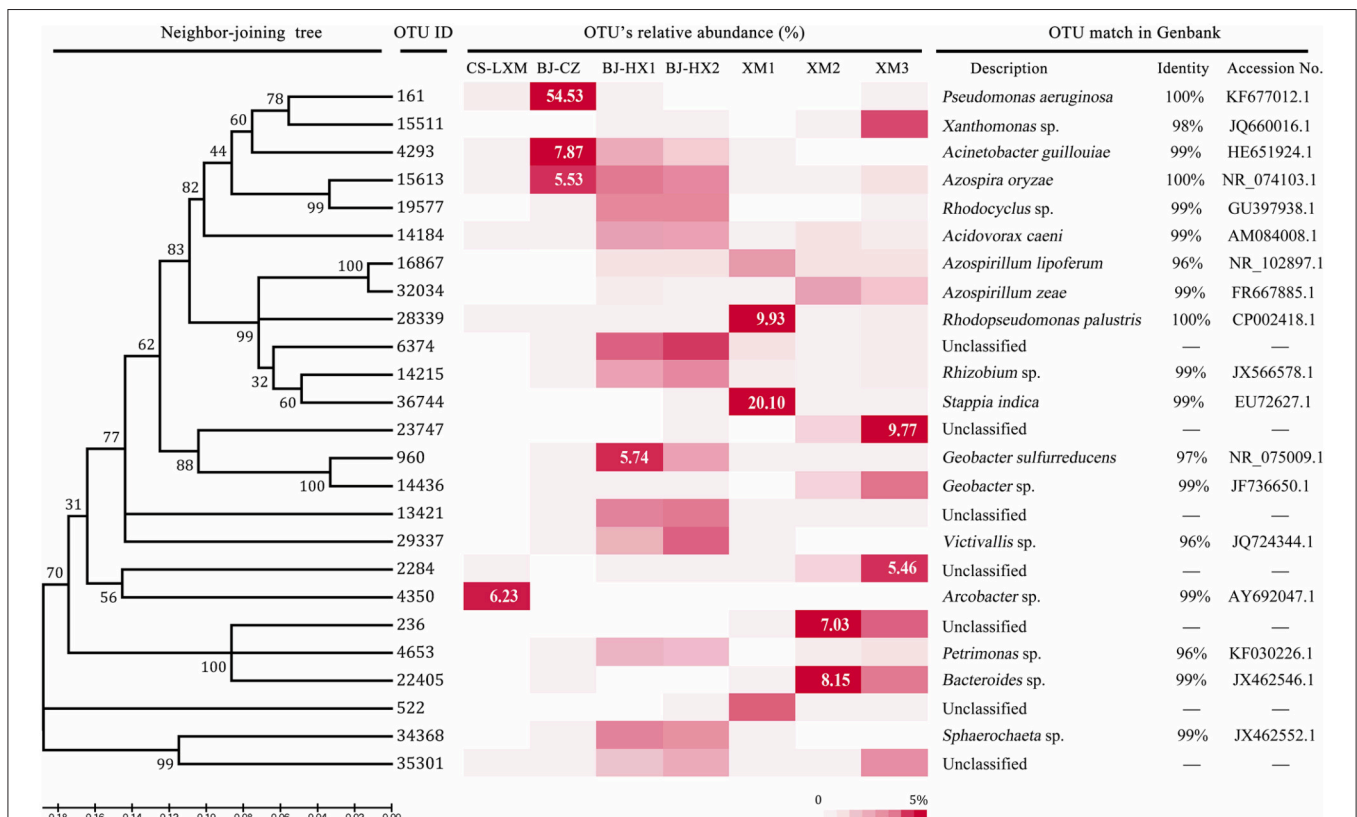 Neighbor-joining tree OTU ID OTU's relative abundance (%) OTU match in Genbank
CS-LXM BJ-CZ BJ-HX1 BJ-HX2 XM1 XM2 XM3 Description Identity Accession No.
78 161 54.53 Pseudomonas aeruginosa 100% KF677012.1
60 15511 Xanthomonas sp. 98% JQ660016.1
44 4293 7.87 Acinetobacter guillouiae 99% HE651924.1
82 15613 5.53 Azospira oryzae 100% NR_074103.1
99 19577 Rhodocyclus sp. 99% GU397938.1
83 14184 Acidovorax caeni 99% AM084008.1
100 16867 Azospirillum lipoferum 96% NR_102897.1
32034 Azospirillum zeae 99% FR667885.1
99 28339 9.93 Rhodopseudomonas palustris 100% CP002418.1
62 6374 Unclassified — —
32 14215 Rhizobium sp. 99% JX566578.1
60 36744 20.10 Stappia indica 99% EU72627.1
77 23747 9.77 Unclassified — —
88 960 5.74 Geobacter sulfurreducens 97% NR_075009.1
100 14436 Geobacter sp. 99% JF736650.1
31 13421 Unclassified — —
29337 Victivallis sp. 96% JQ724344.1
70 2284 5.46 Unclassified — —
56 4350 6.23 Arcobacter sp. 99% AY692047.1
236 7.03 Unclassified — —
100 4653 Petrimonas sp. 96% KF030226.1
22405 8.15 Bacteroides sp. 99% JX462546.1
522 Unclassified — —
34368 Sphaerochaeta sp. 99% JX462552.1
99 35301 Unclassified — —
0 5%